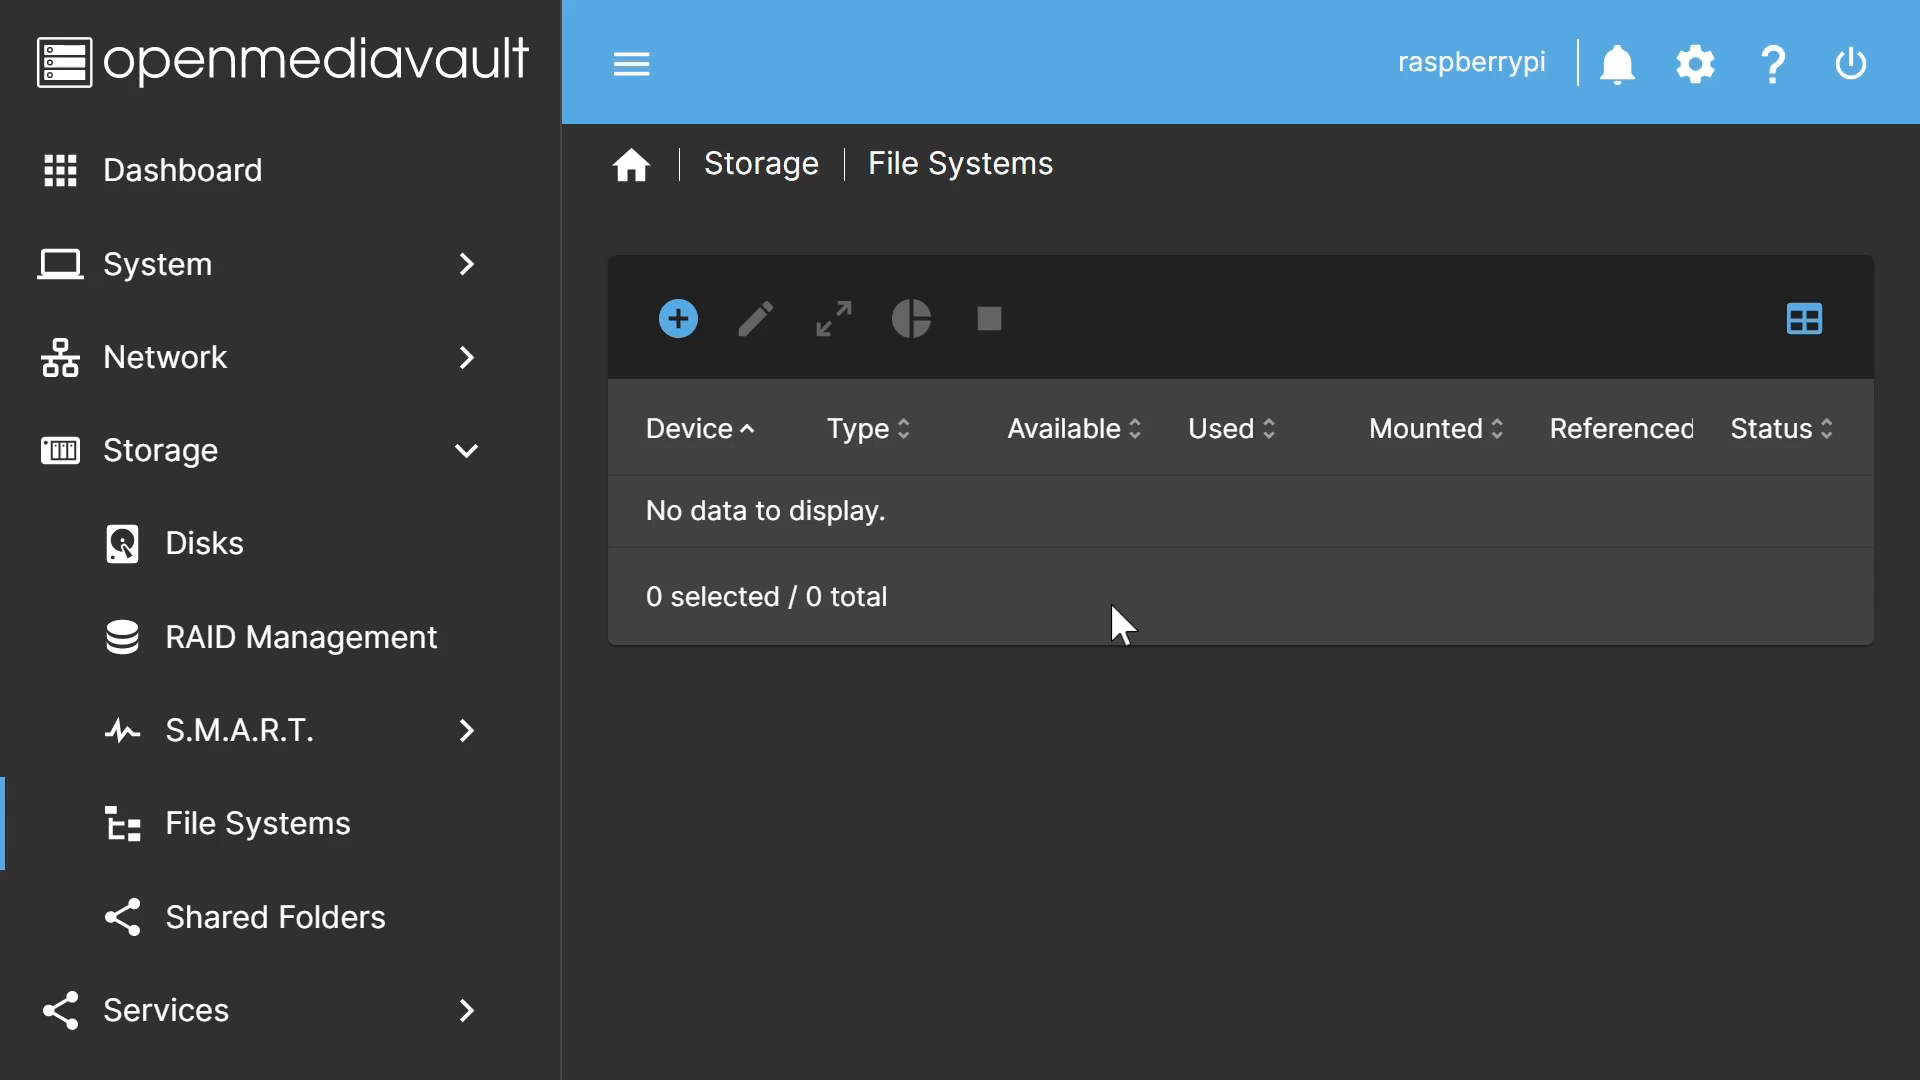 openmediavault
raspberrypi
Storage | File Systems
Dashboard
System
Network
Storage
Disks
RAID Management
S.M.A.R.T.
File Systems
Shared Folders
Services
Device Type Available Used Mounted Referenced Status
No data to display.
0 selected / 0 total